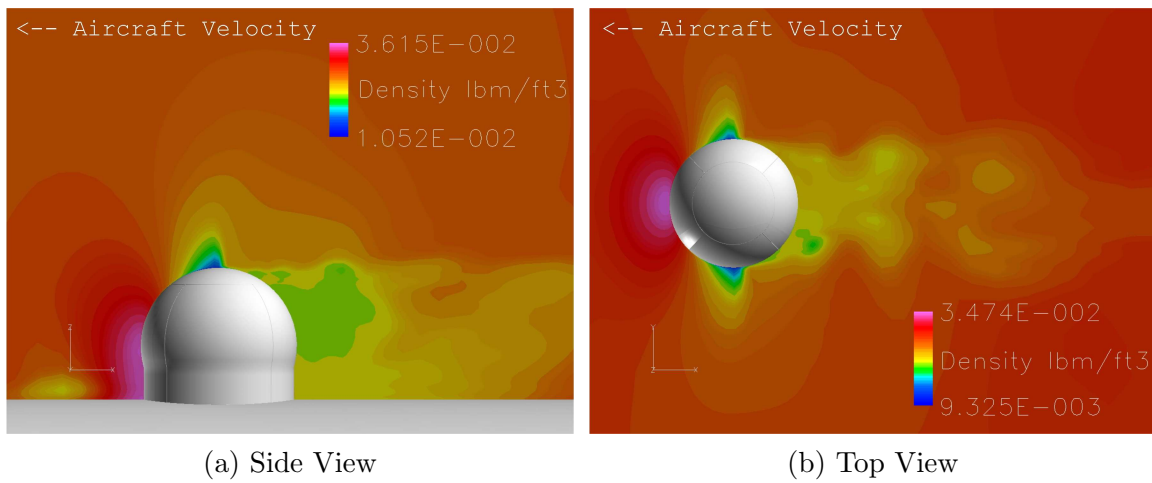 <-- Aircraft Velocity
3.615E-002
Density lbm/ft3
1.052E-002
Z
X
(a) Side View
<-- Aircraft Velocity
Y
Z
X
3.474E-002
Density lbm/ft3
9.325E-003
(b) Top View